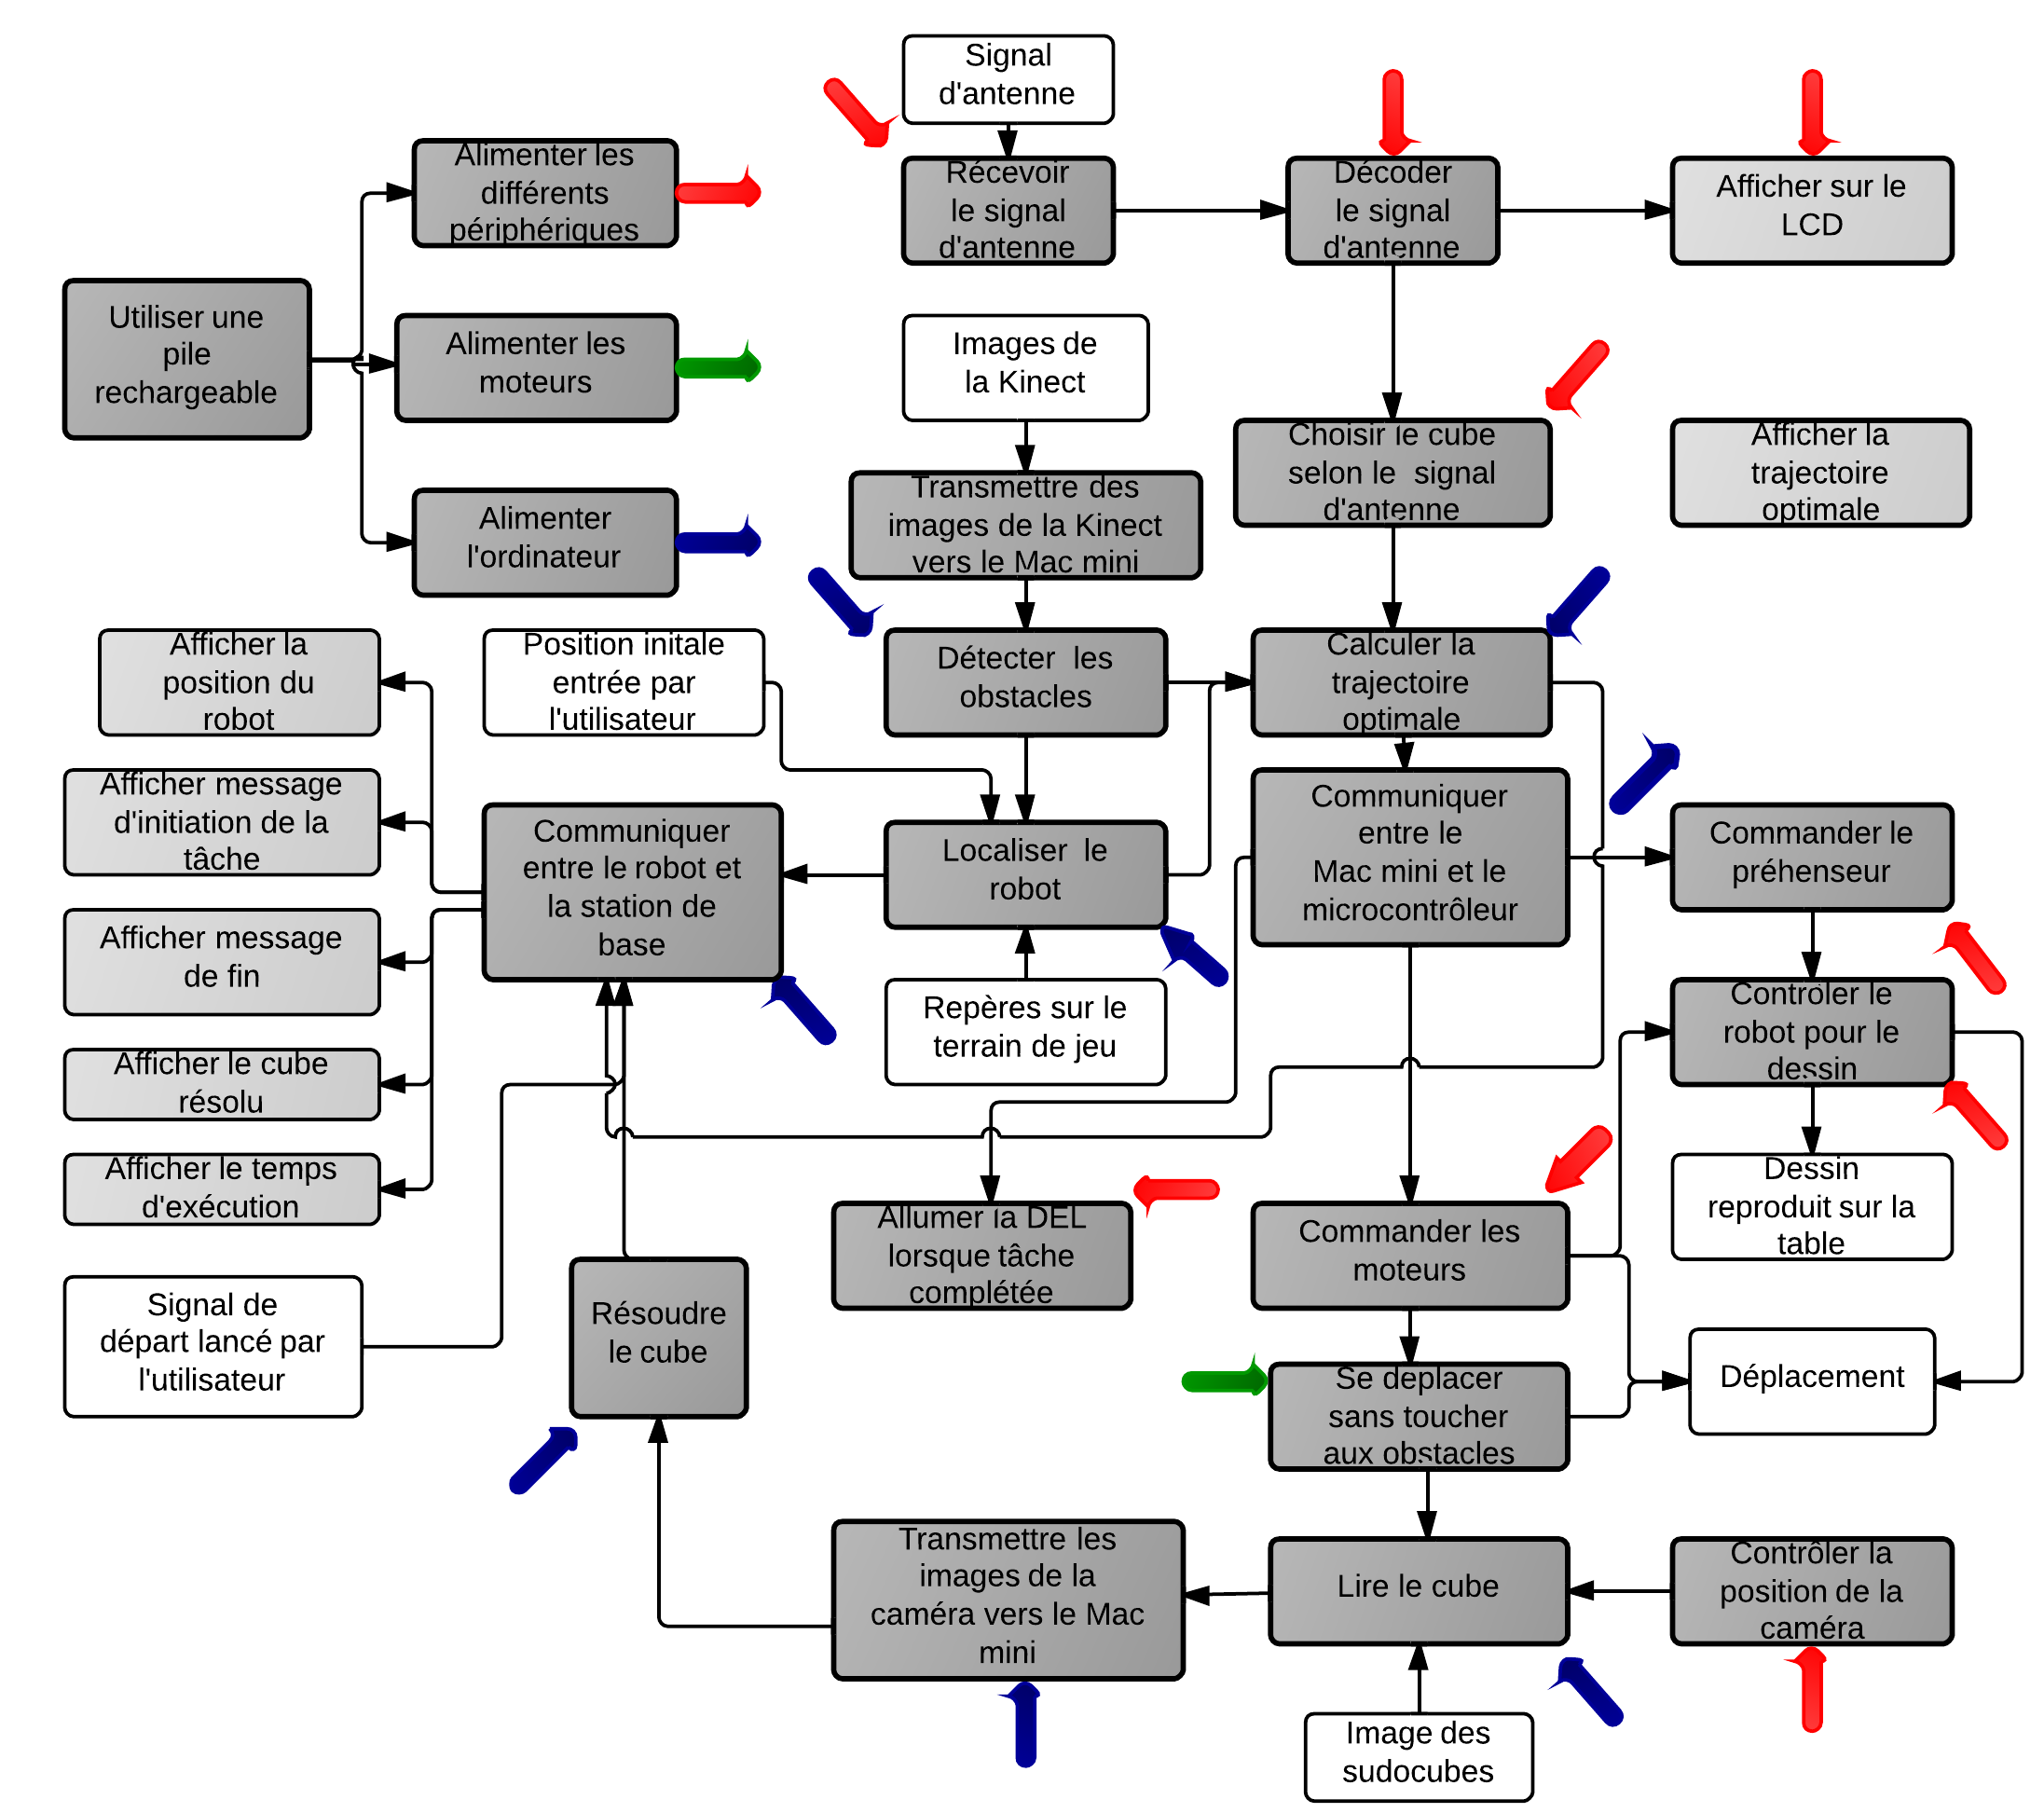 Signal
d'antenne
Alimenter les
différents
périphériques
Récevoir
le signal
d'antenne
Décoder
le signal
d'antenne
Afficher sur le
LCD
Utiliser une
pile
rechargeable
Alimenter les
moteurs
Images de
la Kinect
Choisir le cube
selon le signal
d'antenne
Afficher la
trajectoire
optimale
Alimenter
l'ordinateur
Transmettre des
images de la Kinect
vers le Mac mini
Afficher la
position du
robot
Position initale
entrée par
l'utilisateur
Détecter les
obstacles
Calculer la
trajectoire
optimale
Afficher message
d'initiation de la
tâche
Communiquer
entre le robot et
la station de
base
Localiser le
robot
Communiquer
entre le
Mac mini et le
microcontrôleur
Commander le
préhenseur
Afficher message
de fin
Repères sur le
terrain de jeu
Contrôler le
robot pour le
dessin
Afficher le cube
résolu
Afficher le temps
d'exécution
Allumer la DEL
lorsque tâche
complétée
Commander les
moteurs
Dessin
reproduit sur la
table
Signal de
départ lancé par
l'utilisateur
Résoudre
le cube
Se déplacer
sans toucher
aux obstacles
Déplacement
Transmettre les
images de la
caméra vers le Mac
mini
Lire le cube
Contrôler la
position de la
caméra
Image des
sudocubes